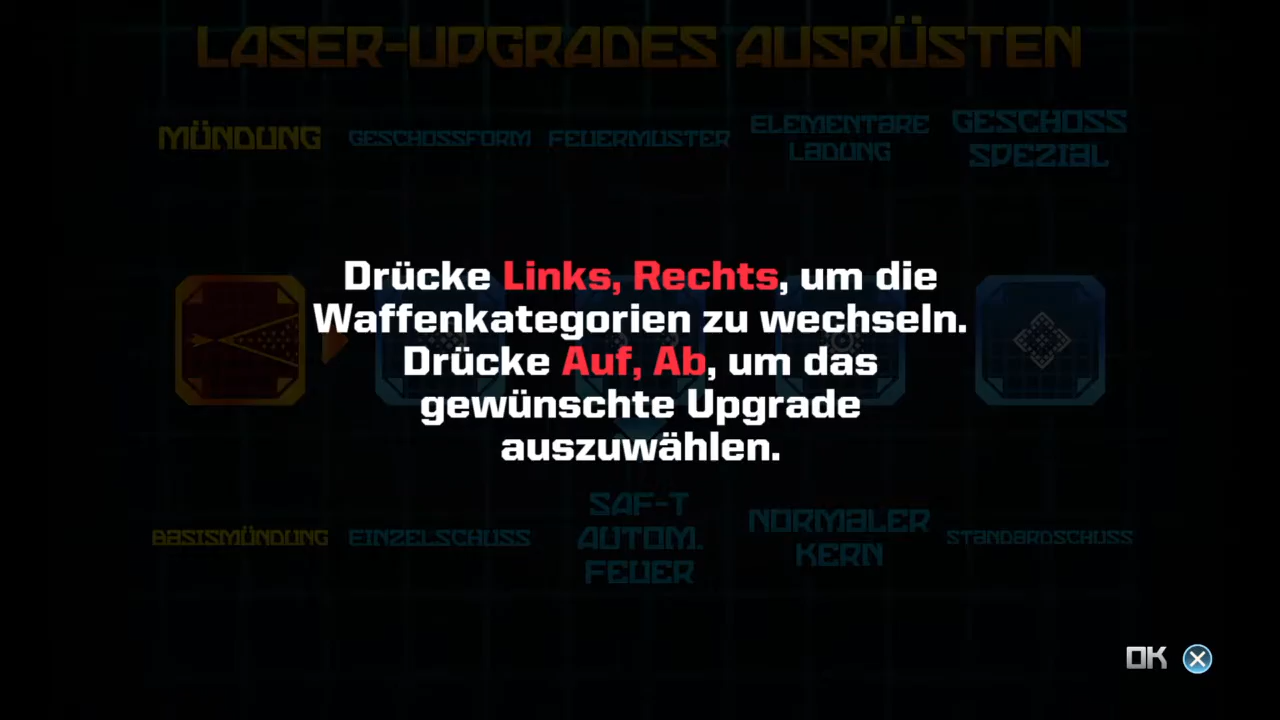 LASER-UPGRADES AUSRÜSTEN
MÜNDUNG
GESCHOSSFORM
FEUERMUSTER
ELEMENTARE
LADUNG
GESCHOSS
SPEZIAL
Drücke Links, Rechts, um die
Waffenkategorien zu wechseln.
Drücke Auf, Ab, um das
gewünschte Upgrade
auszuwählen.
BASISMÜNDUNG
EINZELSCHUSS
SAF-T
AUTOM.
FEUER
NORMALER
KERN
STANDARDSCHUSS
OK